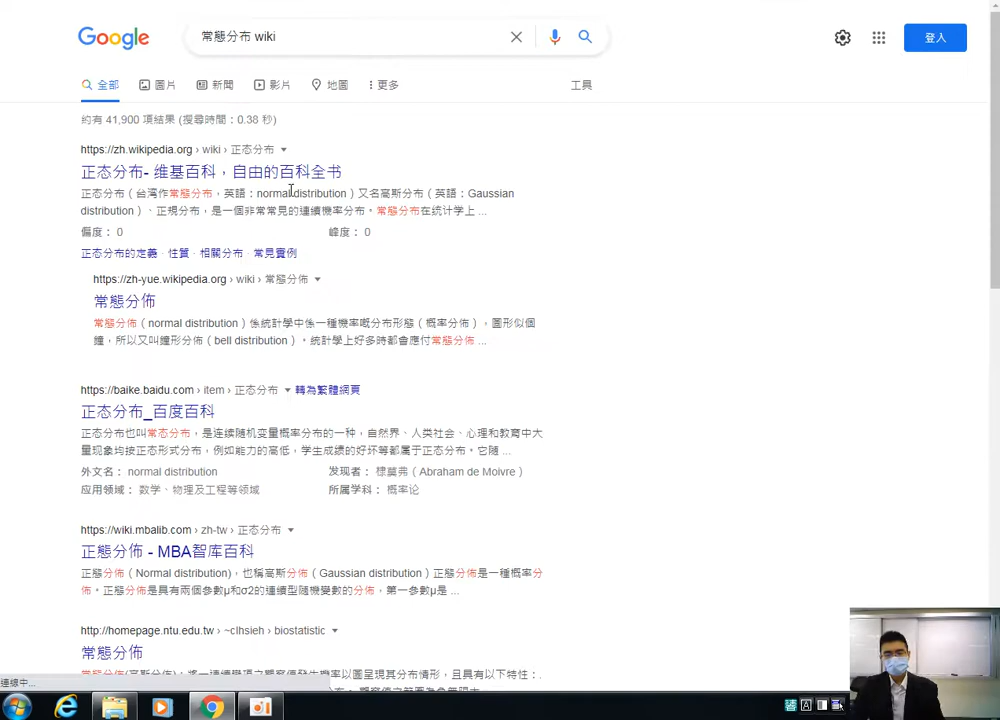 Google
常態分布 wiki
登入
全部 圖片 新聞 影片 地圖 更多 工具
約有 41,900 項結果 (搜尋時間：0.38 秒)
https://zh.wikipedia.org › wiki › 正态分布
正态分布- 维基百科，自由的百科全书
正态分布（台湾作常態分布，英語：normal distribution）又名高斯分布（英語：Gaussian
distribution）、正規分布，是一個非常常見的連續機率分布。常態分布在统计学上 ...
偏度： 0 峰度： 0
正态分布的定義 · 性質 · 相關分布 · 常見實例
https://zh-yue.wikipedia.org › wiki › 常態分佈
常態分佈
常態分佈（normal distribution）係統計學中係一種機率嘅分布形態（概率分佈），圖形似個
鐘，所以又叫鐘形分佈（bell distribution）。統計學上好多時都會應付常態分佈 ...
https://baike.baidu.com › item › 正态分布 轉為繁體網頁
正态分布_百度百科
正态分布也叫常态分布，是连续随机变量概率分布的一种，自然界、人类社会、心理和教育中大
量现象均按正态形式分布，例如能力的高低，学生成绩的好坏等都属于正态分布。它随 ...
外文名： normal distribution 发现者： 棣莫弗（Abraham de Moivre）
应用领域： 数学、物理及工程等领域 所属学科： 概率论
https://wiki.mbalib.com › zh-tw › 正态分布
正態分佈 - MBA智库百科
正態分佈（Normal distribution)，也稱高斯分佈（Gaussian distribution）正態分佈是一種概率分
佈。正態分佈是具有兩個參數μ和σ2的連續型隨機變數的分佈，第一參數μ是 ...
http://homepage.ntu.edu.tw › ~clhsieh › biostatistic
常態分佈
連線中...